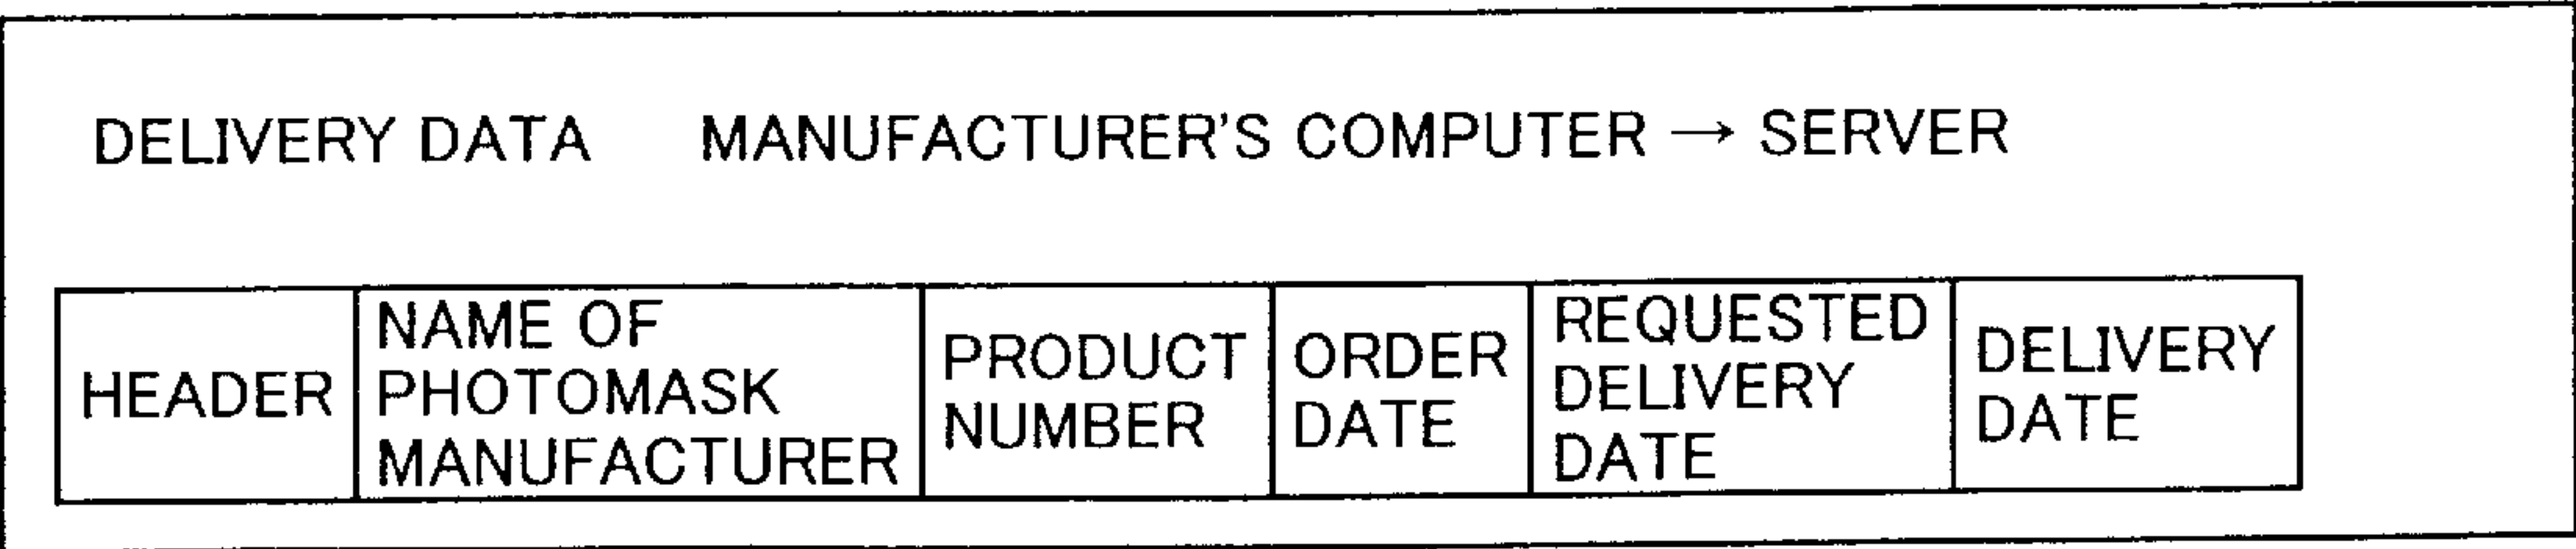 DELIVERY DATA MANUFACTURER'S COMPUTER → SERVER
HEADER
NAME OF
PHOTOMASK
MANUFACTURER
PRODUCT
NUMBER
ORDER
DATE
REQUESTED
DELIVERY
DATE
DELIVERY
DATE